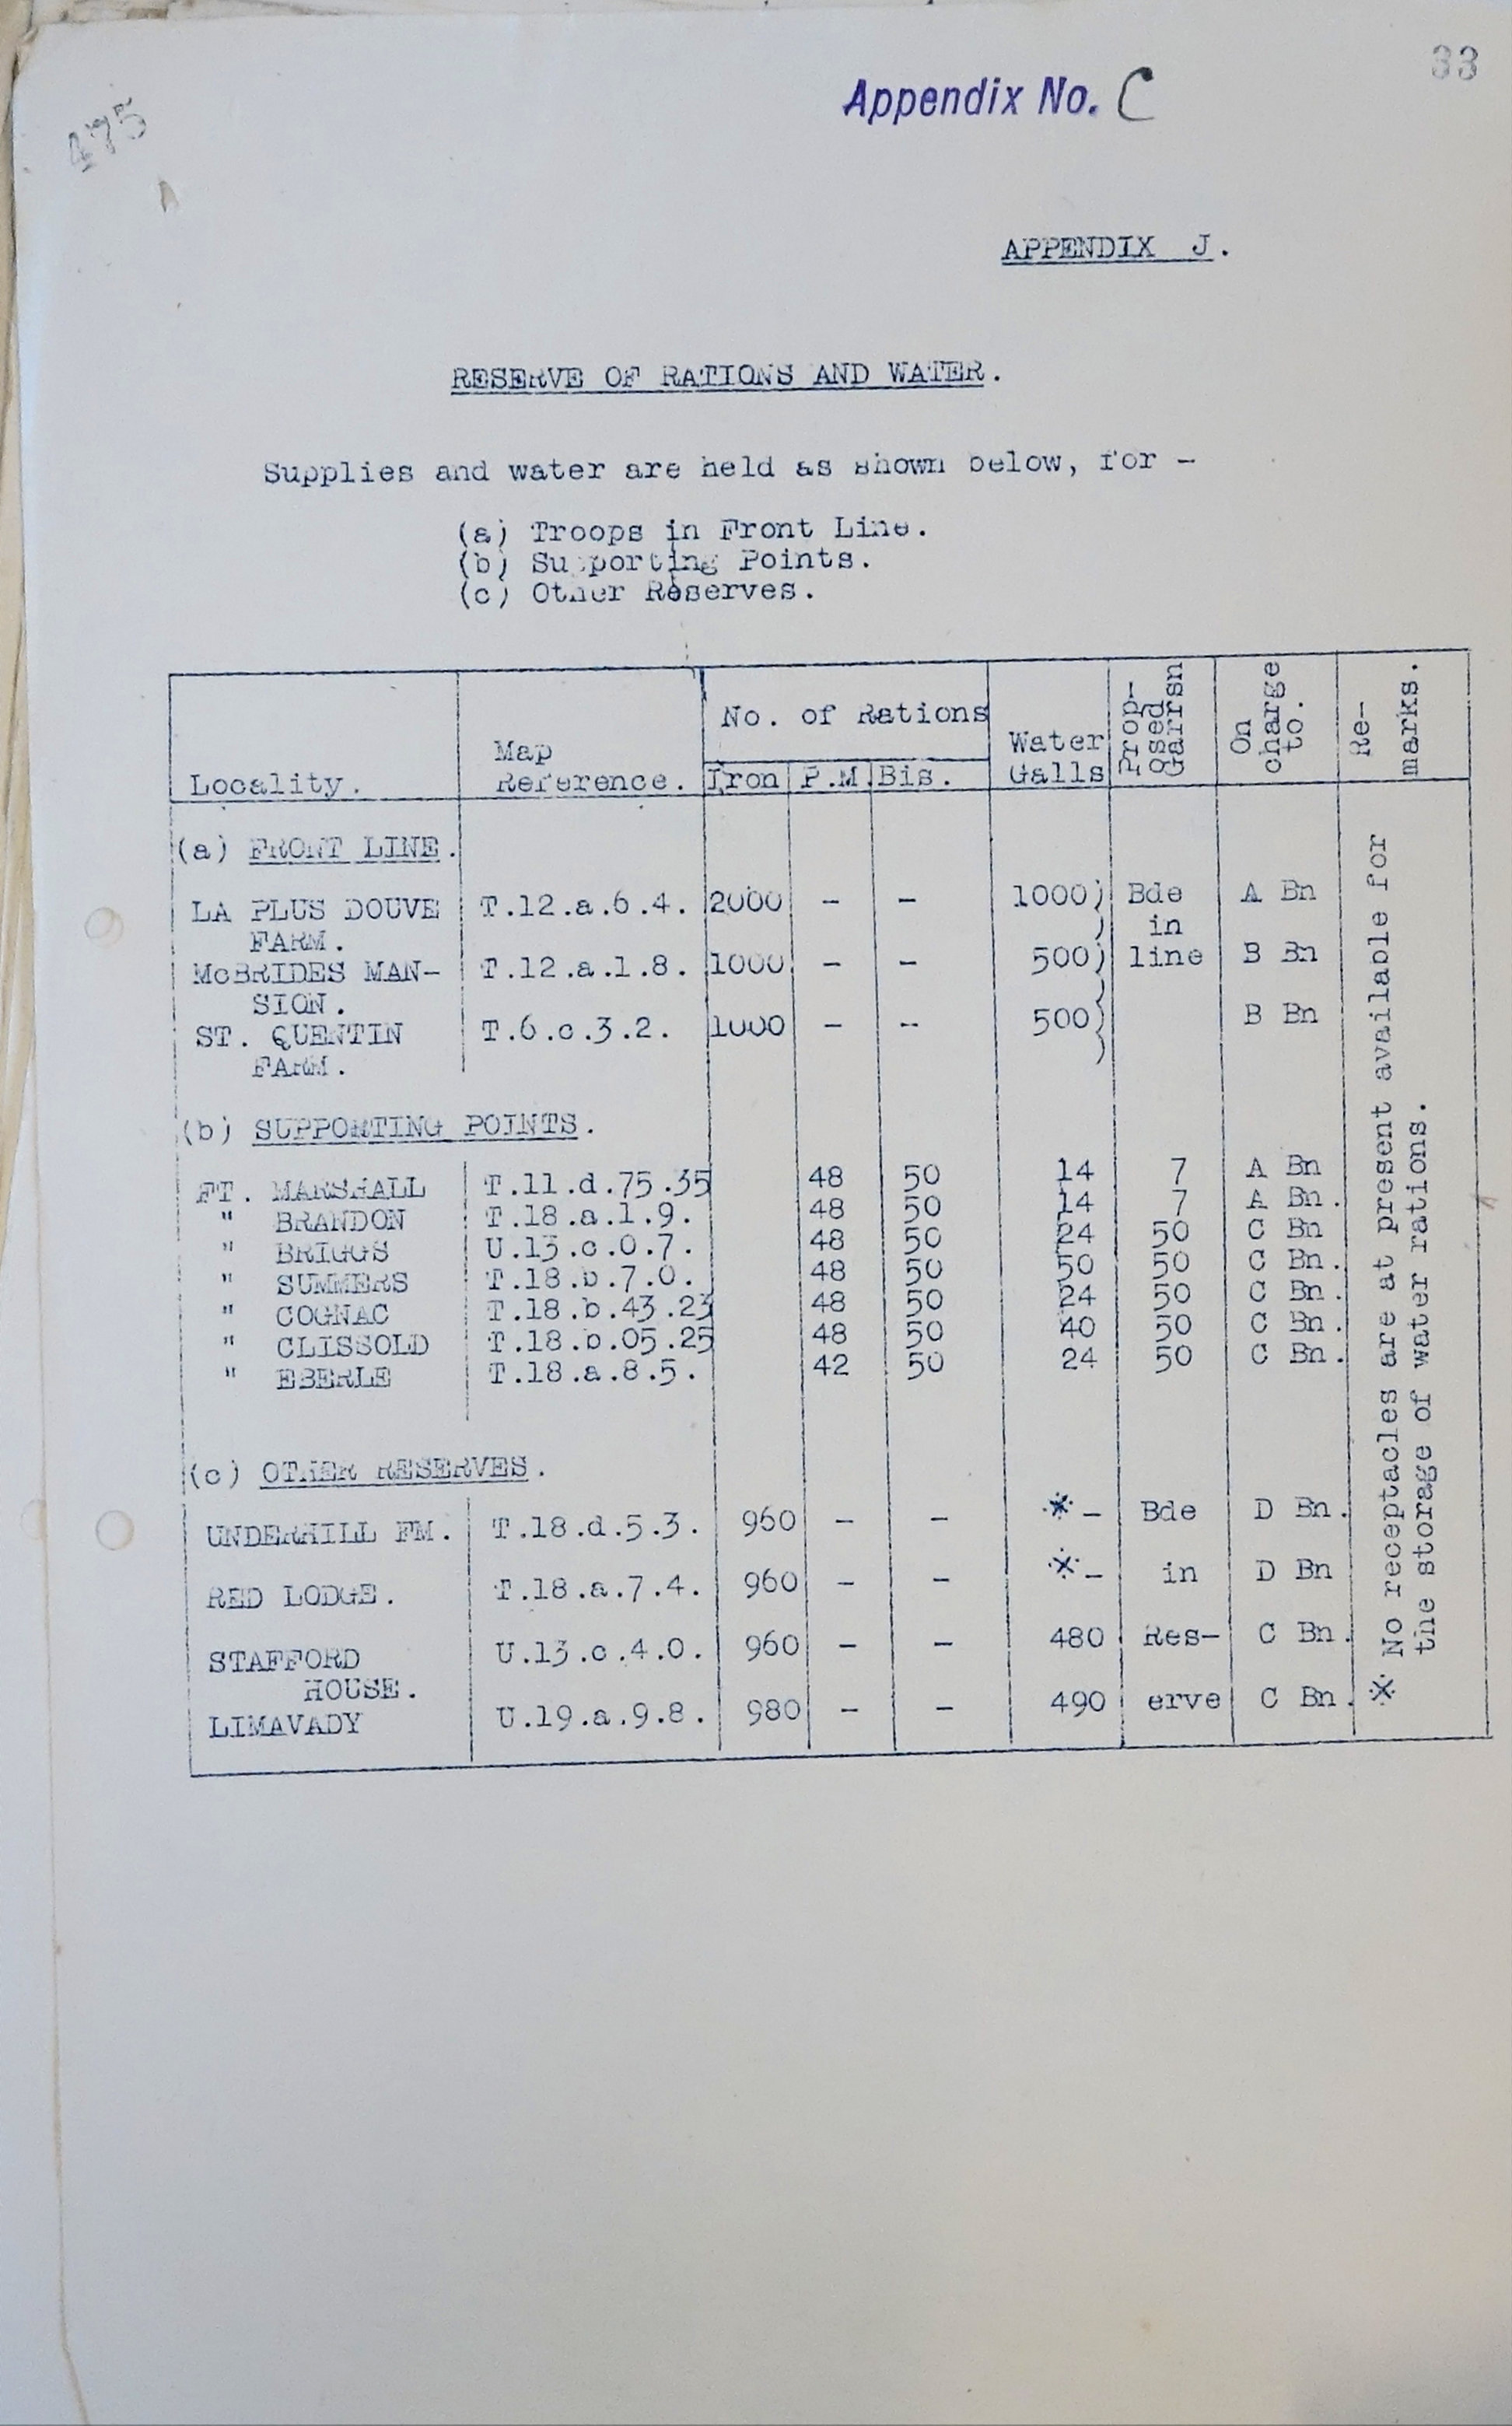 33
Appendix No. C
475
APPENDIX J.
RESERVE OF RATIONS AND WATER.
Supplies and water are held as shown below, for -
(a) Troops in Front Line.
(b) Supporting Points.
(c) Other Reserves.
Locality. Map Reference. No. of Rations Iron P.M. Bis. Water Galls Prop-osed Garrsn On charge to. Re-marks.
(a) FRONT LINE.
LA PLUS DOUVE T.12.a.6.4. 2000 - - 1000) Bde A Bn
FARM. ) in
McBRIDES MAN- T.12.a.1.8. 1000 - - 500) line B Bn
SION. )
ST. QUENTIN T.6.c.3.2. 1000 - - 500) B Bn
FARM. )
(b) SUPPORTING POINTS.
FT. MARSHALL T.11.d.75.35 48 50 14 7 A Bn
" BRANDON T.18.a.1.9. 48 50 14 7 A Bn.
" BRIGGS U.13.c.0.7. 48 50 24 50 C Bn
" SUMMERS T.18.b.7.0. 48 50 50 50 C Bn.
" COGNAC T.18.b.43.23 48 50 24 50 C Bn.
" CLISSOLD T.18.b.05.25 48 50 40 50 C Bn.
" EBERLE T.18.a.8.5. 42 50 24 50 C Bn.
(c) OTHER RESERVES.
UNDERHILL FM. T.18.d.5.3. 960 - - ※- Bde D Bn.
RED LODGE. T.18.a.7.4. 960 - - ※- in D Bn
STAFFORD U.13.c.4.0. 960 - - 480 Res- C Bn.
HOUSE.
LIMAVADY U.19.a.9.8. 980 - - 490 erve C Bn.
※ No receptacles are at present available for
the storage of water rations.